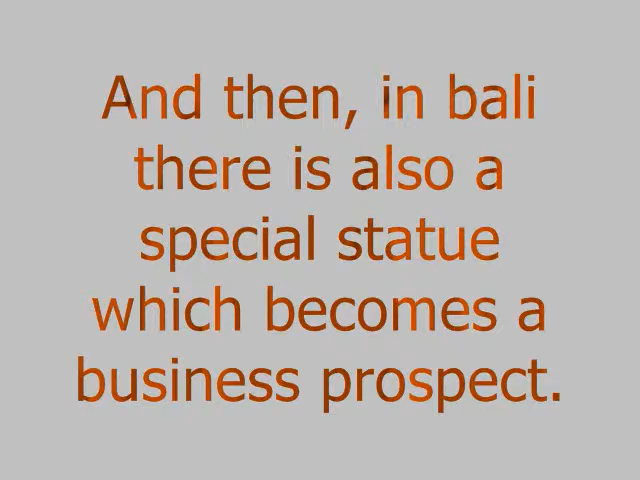 And then, in bali
there is also a
special statue
which becomes a
business prospect.